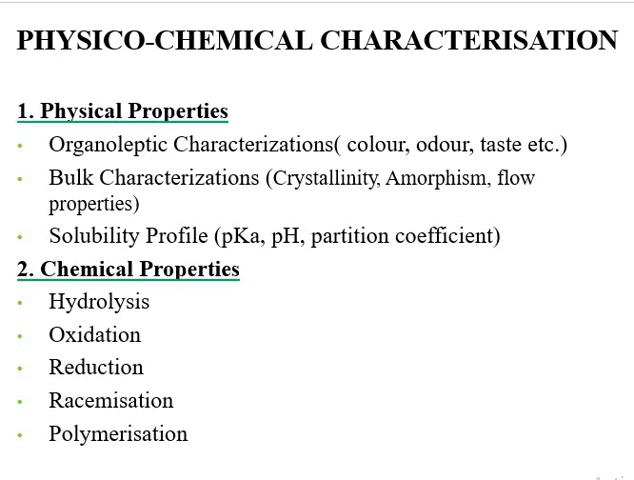 PHYSICO-CHEMICAL CHARACTERISATION
1. Physical Properties
• Organoleptic Characterizations( colour, odour, taste etc.)
• Bulk Characterizations (Crystallinity, Amorphism, flow
properties)
• Solubility Profile (pKa, pH, partition coefficient)
2. Chemical Properties
• Hydrolysis
• Oxidation
• Reduction
• Racemisation
• Polymerisation